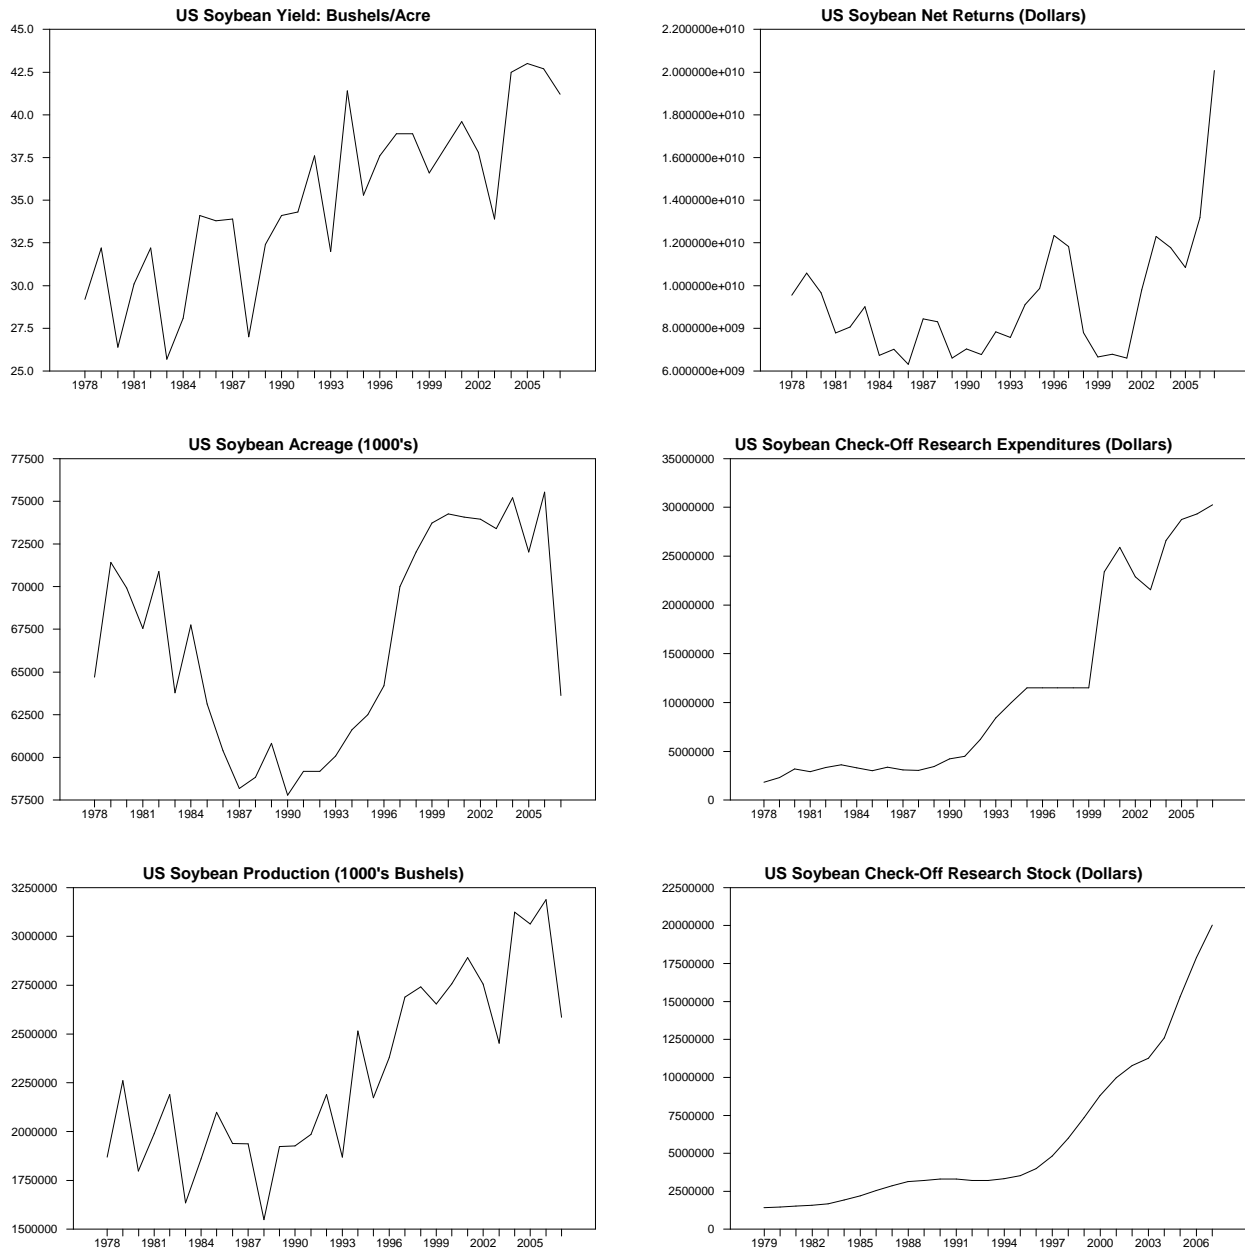 US Soybean Yield: Bushels/Acre
45.0
42.5
40.0
37.5
35.0
32.5
30.0
27.5
25.0
1978 1981 1984 1987 1990 1993 1996 1999 2002 2005
US Soybean Net Returns (Dollars)
2.200000e+010
2.000000e+010
1.800000e+010
1.600000e+010
1.400000e+010
1.200000e+010
1.000000e+010
8.000000e+009
6.000000e+009
1978 1981 1984 1987 1990 1993 1996 1999 2002 2005
US Soybean Acreage (1000's)
77500
75000
72500
70000
67500
65000
62500
60000
57500
1978 1981 1984 1987 1990 1993 1996 1999 2002 2005
US Soybean Check-Off Research Expenditures (Dollars)
35000000
30000000
25000000
20000000
15000000
10000000
5000000
0
1978 1981 1984 1987 1990 1993 1996 1999 2002 2005
US Soybean Production (1000's Bushels)
3250000
3000000
2750000
2500000
2250000
2000000
1750000
1500000
1978 1981 1984 1987 1990 1993 1996 1999 2002 2005
US Soybean Check-Off Research Stock (Dollars)
22500000
20000000
17500000
15000000
12500000
10000000
7500000
5000000
2500000
0
1979 1982 1985 1988 1991 1994 1997 2000 2003 2006